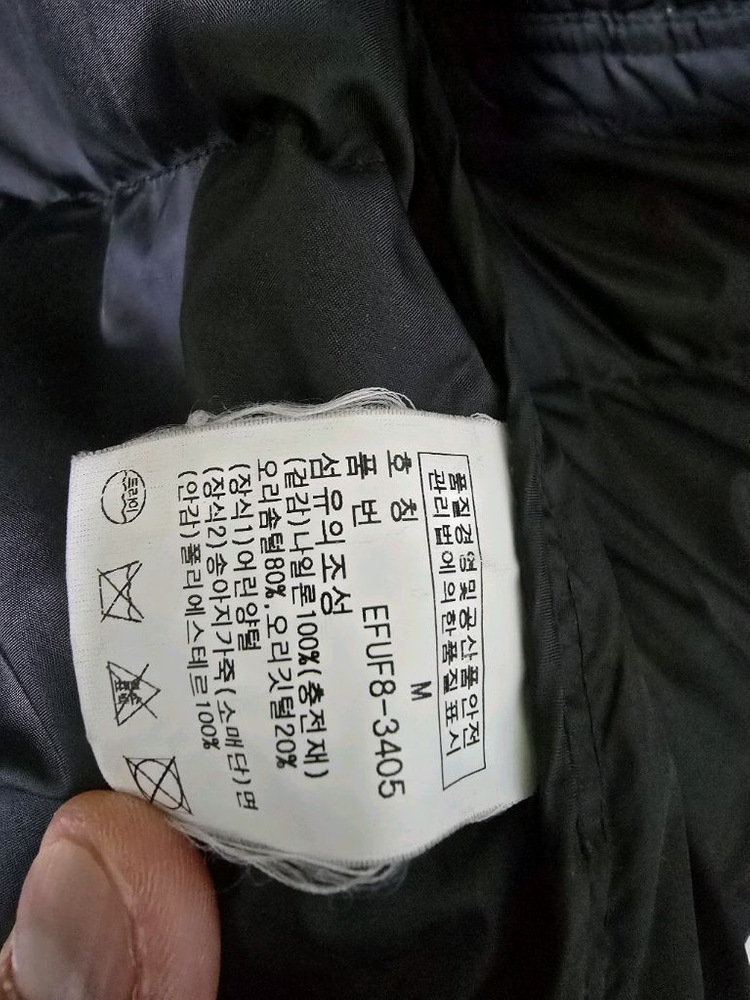 품질경영및공산품안전
관리법에의한품질표시
호 칭 M
품 번 EFUF8-3405
섬유의조성
(겉감)나일론100%(충전재)
오리솜털80%,오리깃털20%
(장식1)어린양털
(장식2)송아지가죽(소매단)면
(안감)폴리에스테르100%
드라이